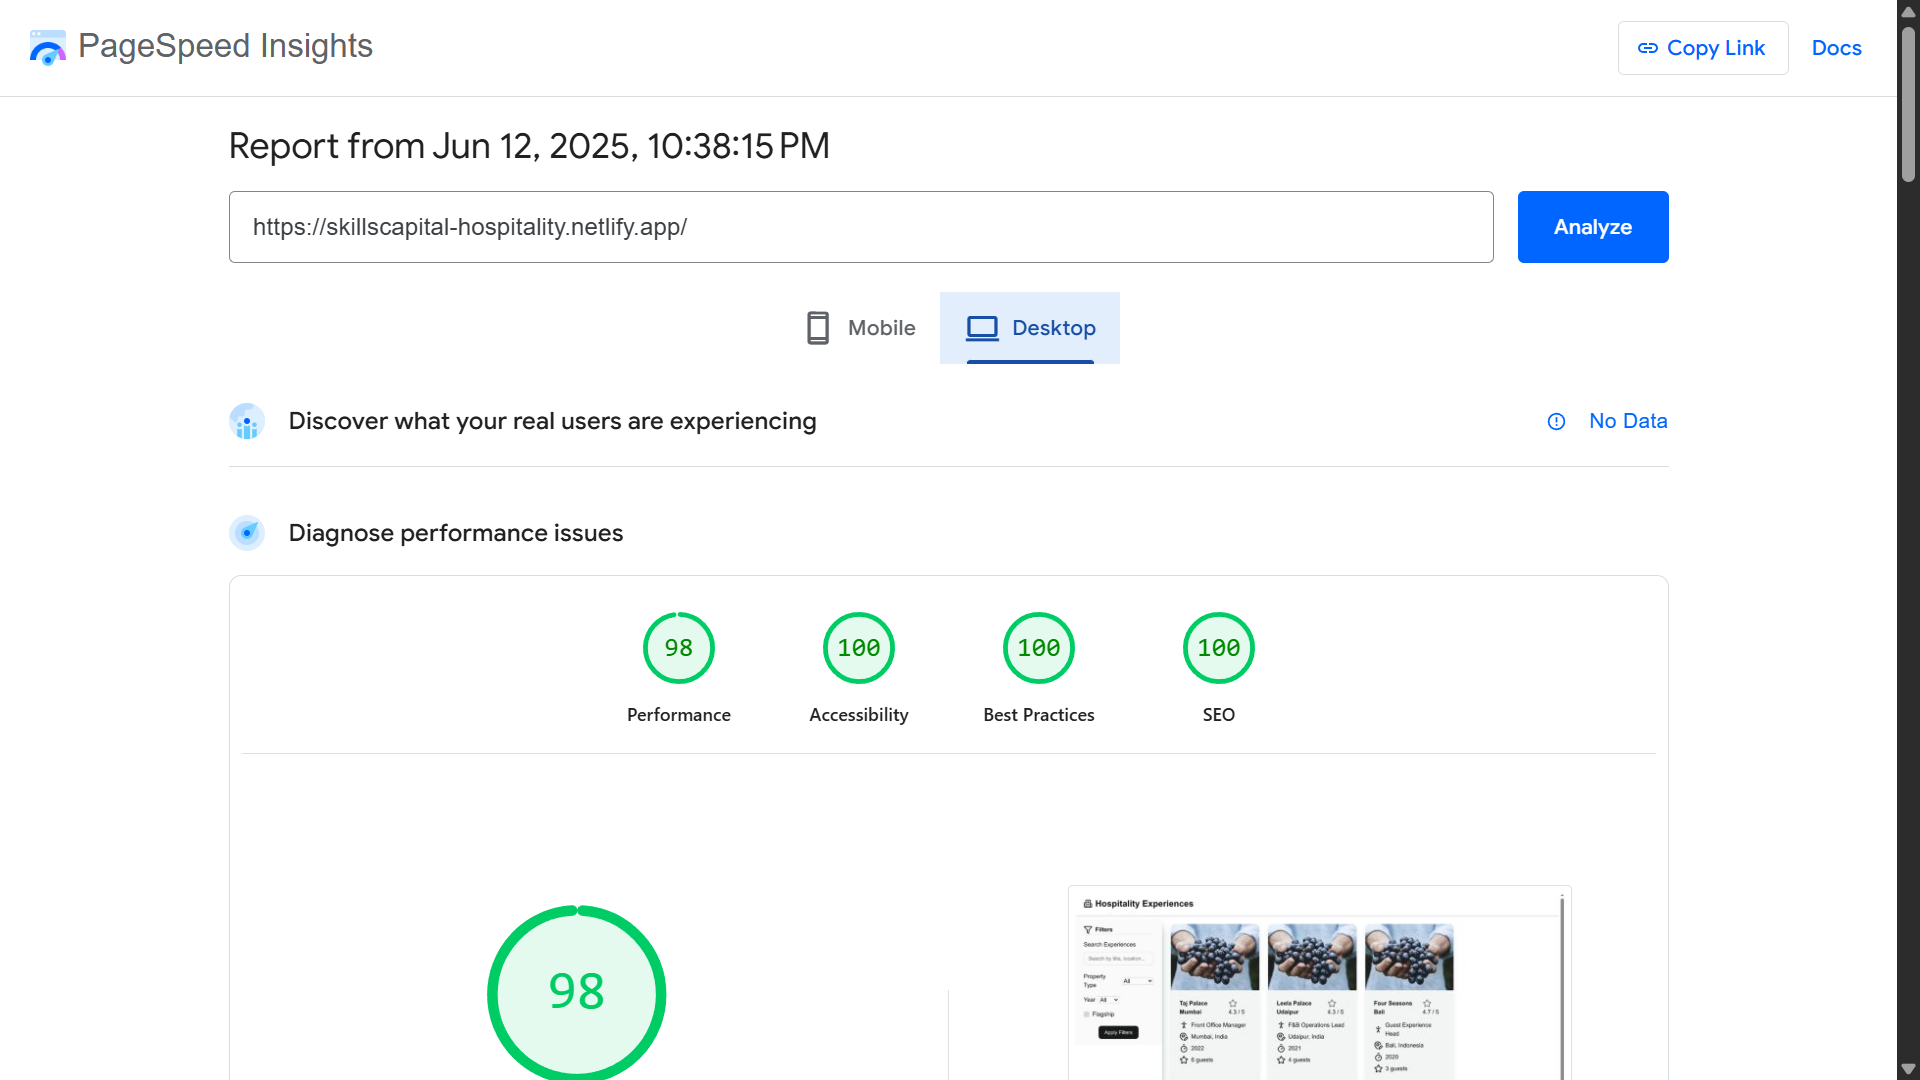 PageSpeed Insights
Copy Link
Docs
Report from Jun 12, 2025, 10:38:15 PM
https://skillscapital-hospitality.netlify.app/
Analyze
Mobile
Desktop
Discover what your real users are experiencing
No Data
Diagnose performance issues
98
100
100
100
Performance
Accessibility
Best Practices
SEO
98
Hospitality Experiences
Filters
Search Experiences
Search by title, location...
Property Type
All
Year
All
Flagship
Apply Filters
Taj Palace Mumbai
4.3 / 5
Front Office Manager
Mumbai, India
2022
6 guests
Leela Palace Udaipur
4.3 / 5
F&B Operations Lead
Udaipur, India
2021
4 guests
Four Seasons Bali
4.7 / 5
Guest Experience Head
Bali, Indonesia
2020
3 guests